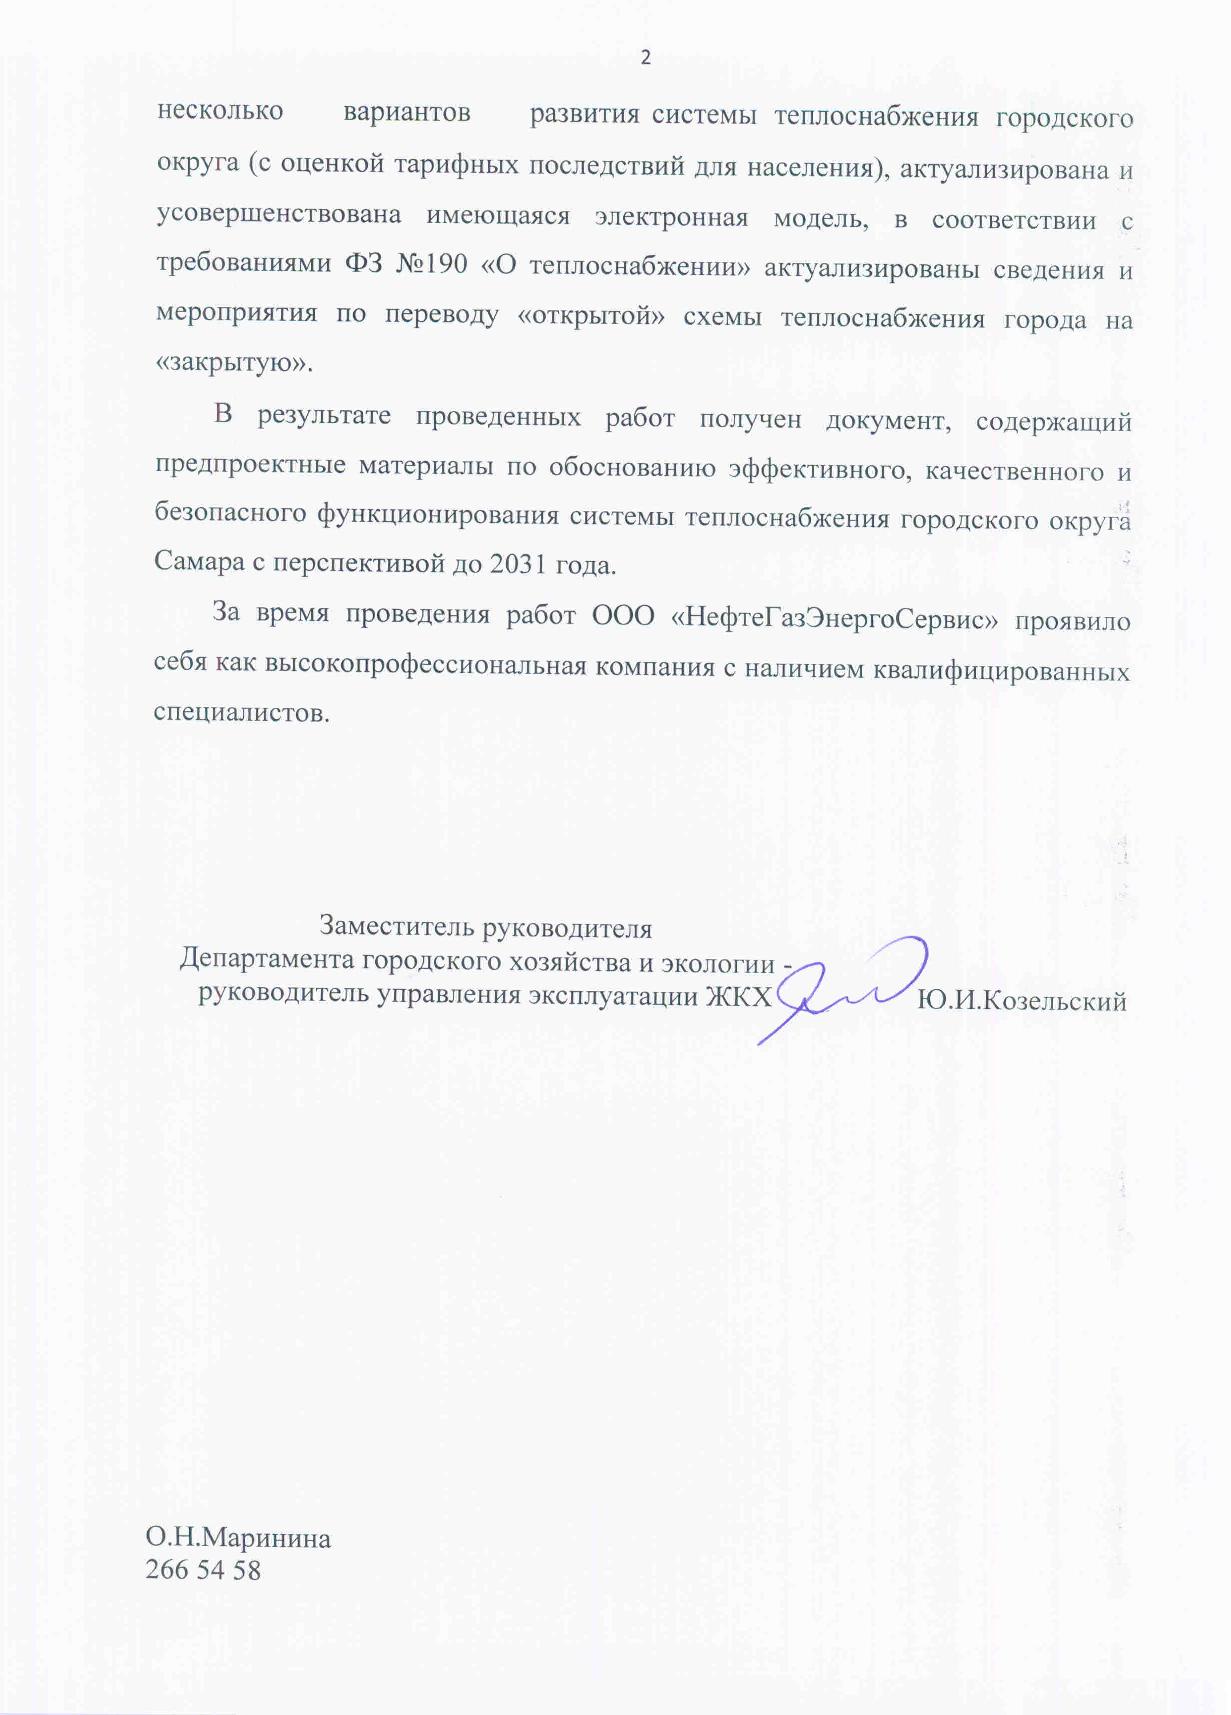 2
несколько вариантов развития системы теплоснабжения городского
округа (с оценкой тарифных последствий для населения), актуализирована и
усовершенствована имеющаяся электронная модель, в соответствии с
требованиями ФЗ №190 «О теплоснабжении» актуализированы сведения и
мероприятия по переводу «открытой» схемы теплоснабжения города на
«закрытую».
В результате проведенных работ получен документ, содержащий
предпроектные материалы по обоснованию эффективного, качественного и
безопасного функционирования системы теплоснабжения городского округа
Самара с перспективой до 2031 года.
За время проведения работ ООО «НефтеГазЭнергоСервис» проявило
себя как высокопрофессиональная компания с наличием квалифицированных
специалистов.
Заместитель руководителя
Департамента городского хозяйства и экологии -
руководитель управления эксплуатации ЖКХ Ю.И.Козельский
О.Н.Маринина
266 54 58